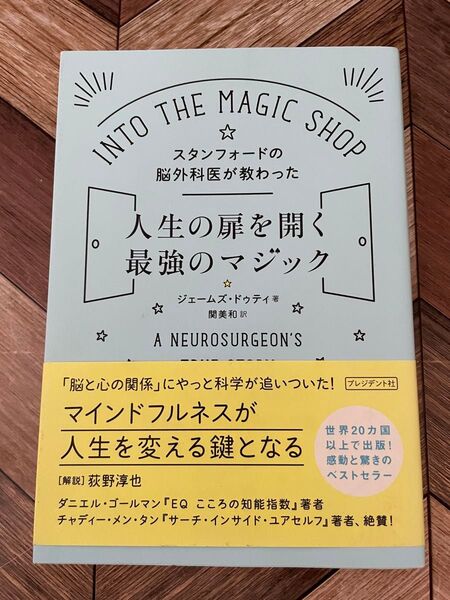 INTO THE MAGIC SHOP
スタンフォードの
脳外科医が教わった
人生の扉を開く
最強のマジック
ジェームズ・ドゥティ 著
関美和 訳
A NEUROSURGEON'S
「脳と心の関係」にやっと科学が追いついた!
プレジデント社
マインドフルネスが
人生を変える鍵となる
[解説] 荻野淳也
世界20カ国
以上で出版!
感動と驚きの
ベストセラー
ダニエル・ゴールマン『EQ こころの知能指数』著者
チャディー・メン・タン『サーチ・インサイド・ユアセルフ』著者、絶賛!